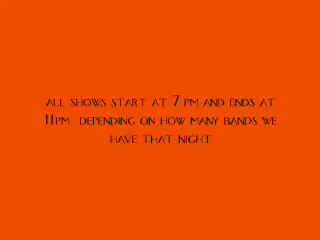 ALL SHOWS START AT 7 PM AND ENDS AT
11PM DEPENDING ON HOW MANY BANDS WE
HAVE THAT NIGHT